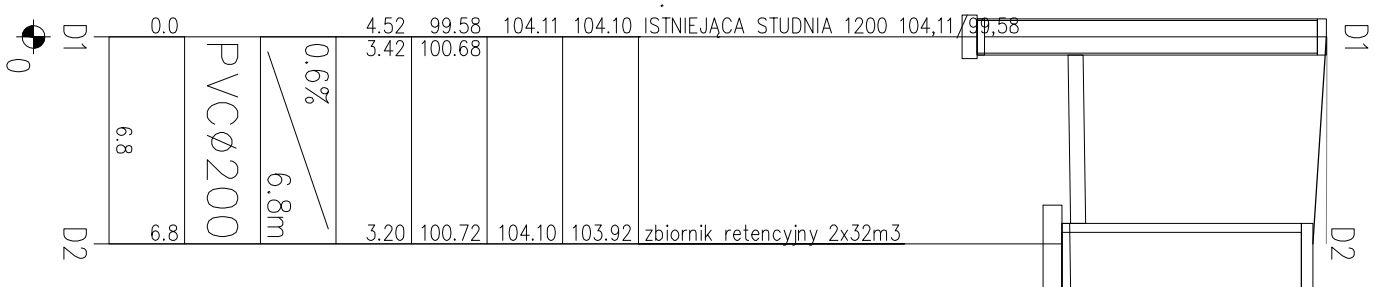 D1 0.0 4.52 99.58 104.11 104.10 ISTNIEJĄCA STUDNIA 1200 104,11/99,58 D1
3.42 100.68
0
0.6%
PVCø200
6.8
6.8m
D2 6.8 3.20 100.72 104.10 103.92 zbiornik retencyjny 2x32m3 D2